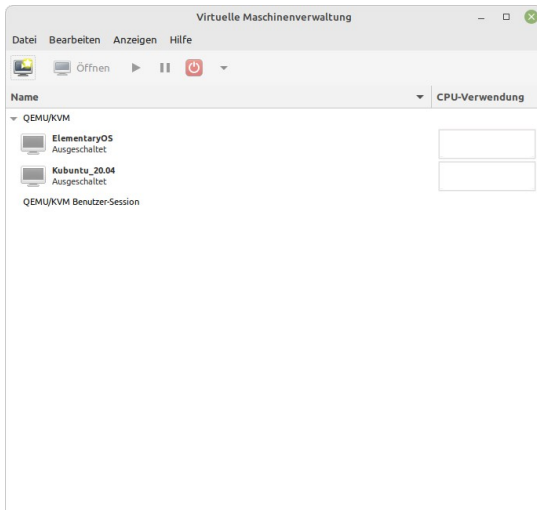 Virtuelle Maschinenverwaltung
Datei Bearbeiten Anzeigen Hilfe
Öffnen
Name CPU-Verwendung
QEMU/KVM
ElementaryOS
Ausgeschaltet
Kubuntu_20.04
Ausgeschaltet
QEMU/KVM Benutzer-Session